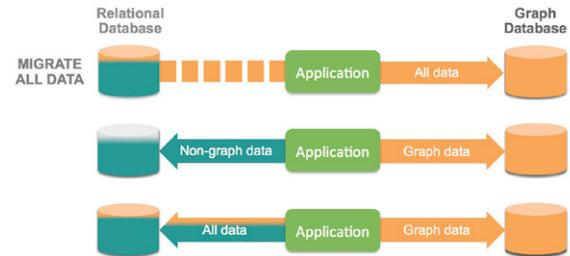 Relational
Database
Graph
Database
MIGRATE
ALL DATA
Application
All data
Non-graph data
Application
Graph data
All data
Application
Graph data